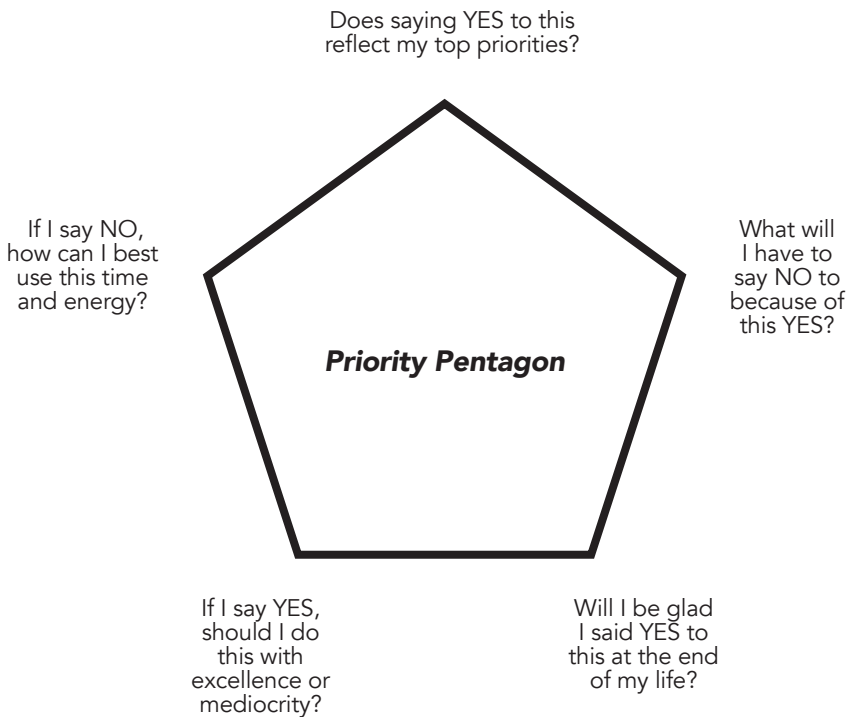 Does saying YES to this
reflect my top priorities?
If I say NO,
how can I best
use this time
and energy?
What will
I have to
say NO to
because of
this YES?
Priority Pentagon
If I say YES,
should I do
this with
excellence or
mediocrity?
Will I be glad
I said YES to
this at the end
of my life?